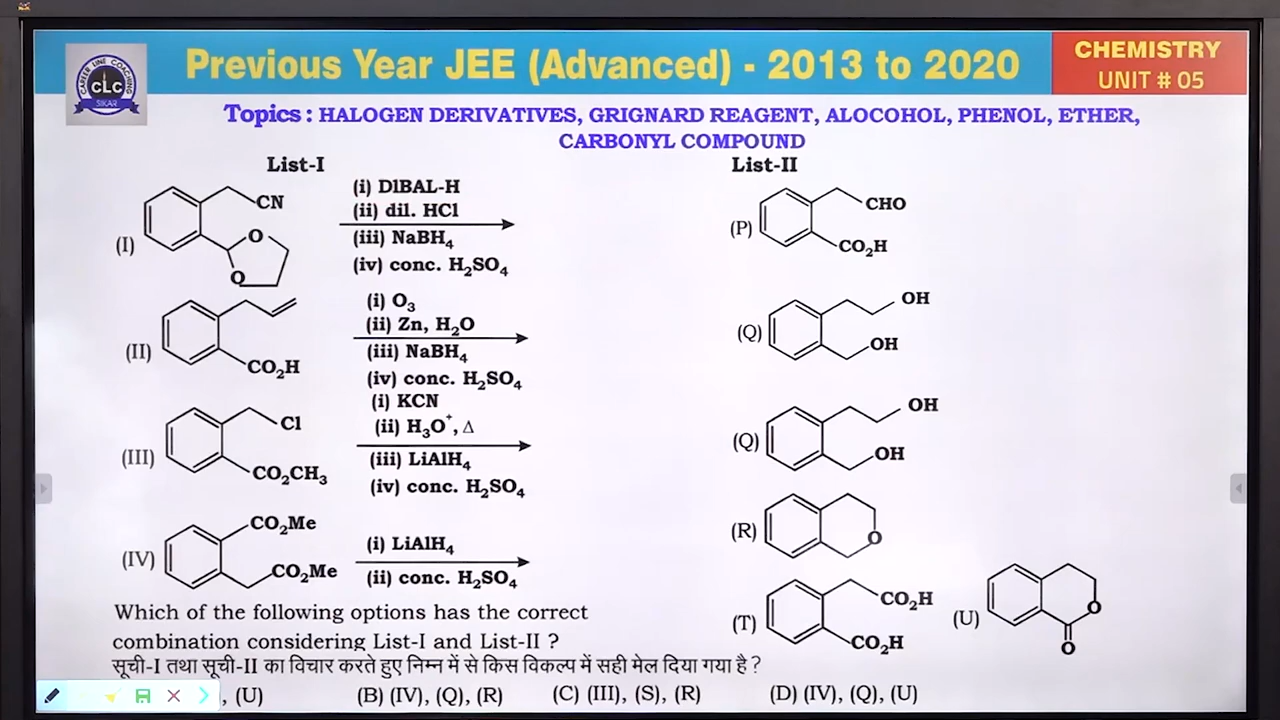 CAREER LINE COACHING
CLC
SIKAR
Previous Year JEE (Advanced) - 2013 to 2020
CHEMISTRY
UNIT # 05
Topics : HALOGEN DERIVATIVES, GRIGNARD REAGENT, ALOCOHOL, PHENOL, ETHER,
CARBONYL COMPOUND
List-I
List-II
(I)
CN
O
O
(i) DlBAL-H
(ii) dil. HCl
(iii) NaBH₄
(iv) conc. H₂SO₄
(P)
CHO
CO₂H
(II)
CO₂H
(i) O₃
(ii) Zn, H₂O
(iii) NaBH₄
(iv) conc. H₂SO₄
(Q)
OH
OH
(III)
Cl
CO₂CH₃
(i) KCN
(ii) H₃O⁺, Δ
(iii) LiAlH₄
(iv) conc. H₂SO₄
(Q)
OH
OH
(R)
O
(IV)
CO₂Me
CO₂Me
(i) LiAlH₄
(ii) conc. H₂SO₄
(T)
CO₂H
CO₂H
(U)
O
O
Which of the following options has the correct
combination considering List-I and List-II ?
सूची-I तथा सूची-II का विचार करते हुए निम्न में से किस विकल्प में सही मेल दिया गया है ?
, (U)
(B) (IV), (Q), (R)
(C) (III), (S), (R)
(D) (IV), (Q), (U)